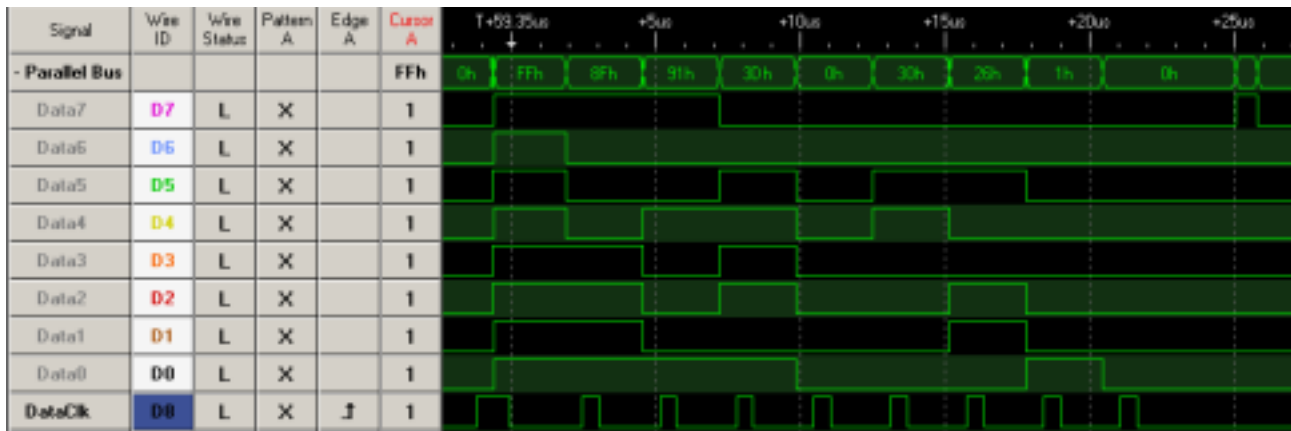 Signal Wire ID Wire Status Pattern A Edge A Cursor A T+59.35us +5us +10us +15us +20us +25us
- Parallel Bus FFh 0h FFh 8Fh 91h 3Dh 0h 30h 26h 1h 0h
Data7 D7 L X 1
Data6 D6 L X 1
Data5 D5 L X 1
Data4 D4 L X 1
Data3 D3 L X 1
Data2 D2 L X 1
Data1 D1 L X 1
Data0 D0 L X 1
DataClk D8 L X 1